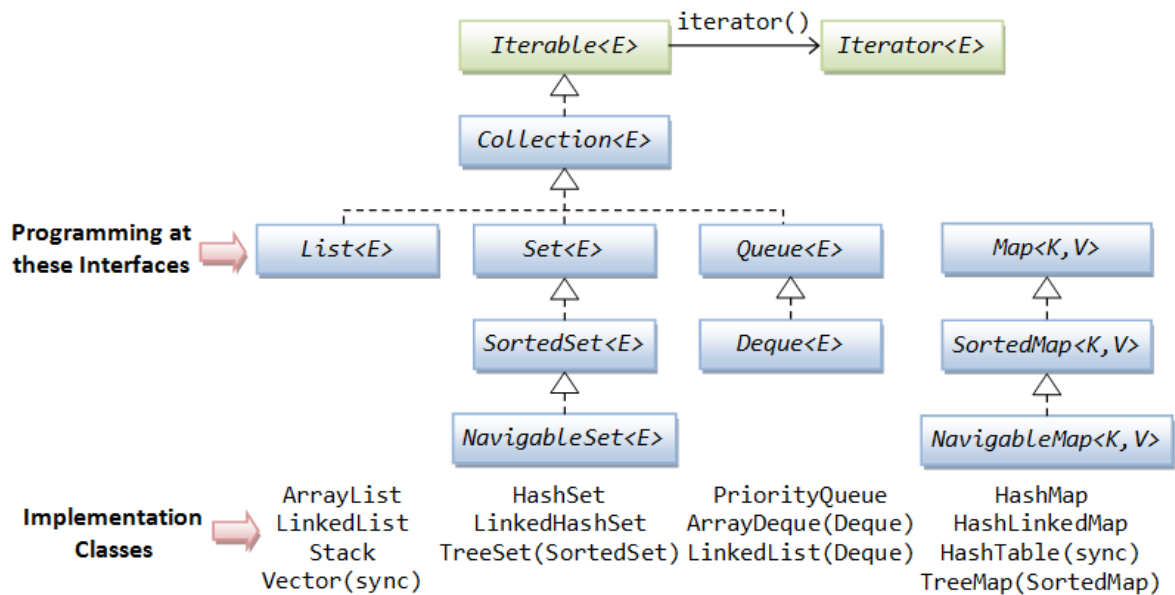 iterator()
Iterable<E>
Iterator<E>
Collection<E>
Programming at
these Interfaces
List<E>
Set<E>
Queue<E>
Map<K,V>
SortedSet<E>
Deque<E>
SortedMap<K,V>
NavigableSet<E>
NavigableMap<K,V>
Implementation
Classes
ArrayList
LinkedList
Stack
Vector(sync)
HashSet
LinkedHashSet
TreeSet(SortedSet)
PriorityQueue
ArrayDeque(Deque)
LinkedList(Deque)
HashMap
HashLinkedMap
HashTable(sync)
TreeMap(SortedMap)